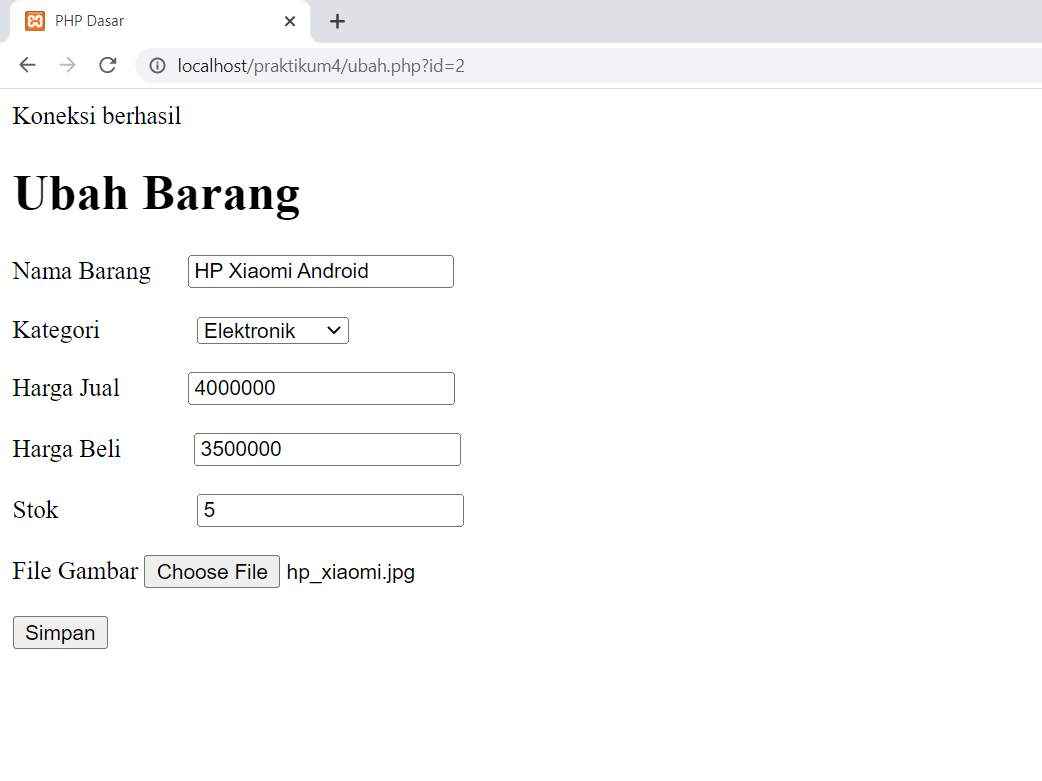 PHP Dasar
localhost/praktikum4/ubah.php?id=2
Koneksi berhasil
Ubah Barang
Nama Barang HP Xiaomi Android
Kategori Elektronik
Harga Jual 4000000
Harga Beli 3500000
Stok 5
File Gambar Choose File hp_xiaomi.jpg
Simpan